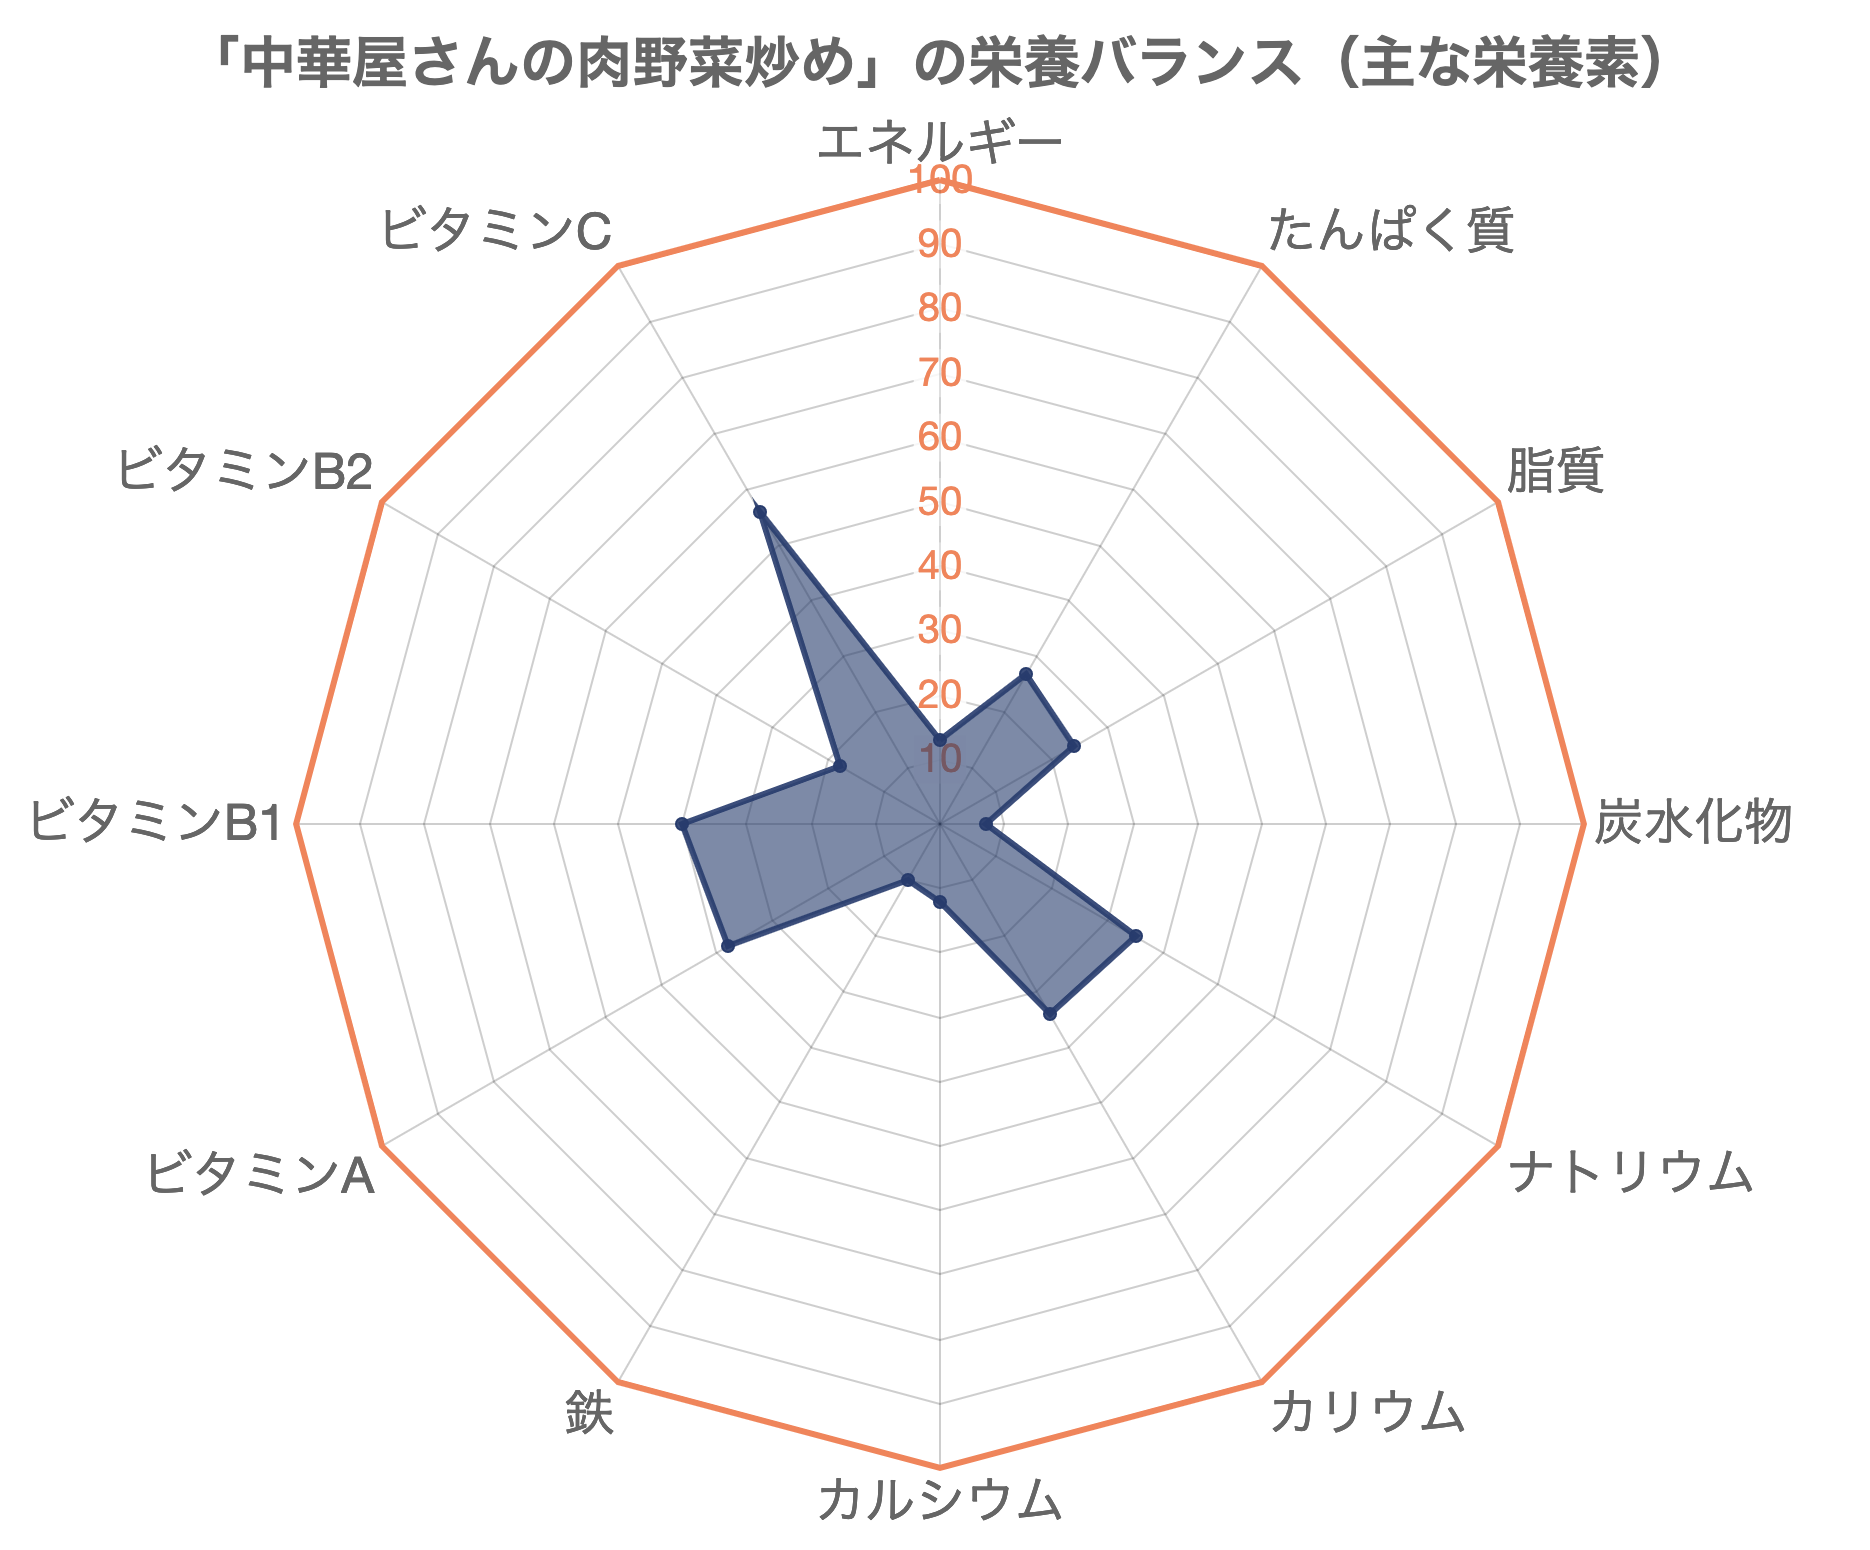 「中華屋さんの肉野菜炒め」の栄養バランス（主な栄養素）
エネルギー
たんぱく質
脂質
炭水化物
ナトリウム
カリウム
カルシウム
鉄
ビタミンA
ビタミンB1
ビタミンB2
ビタミンC
100
90
80
70
60
50
40
30
20
10